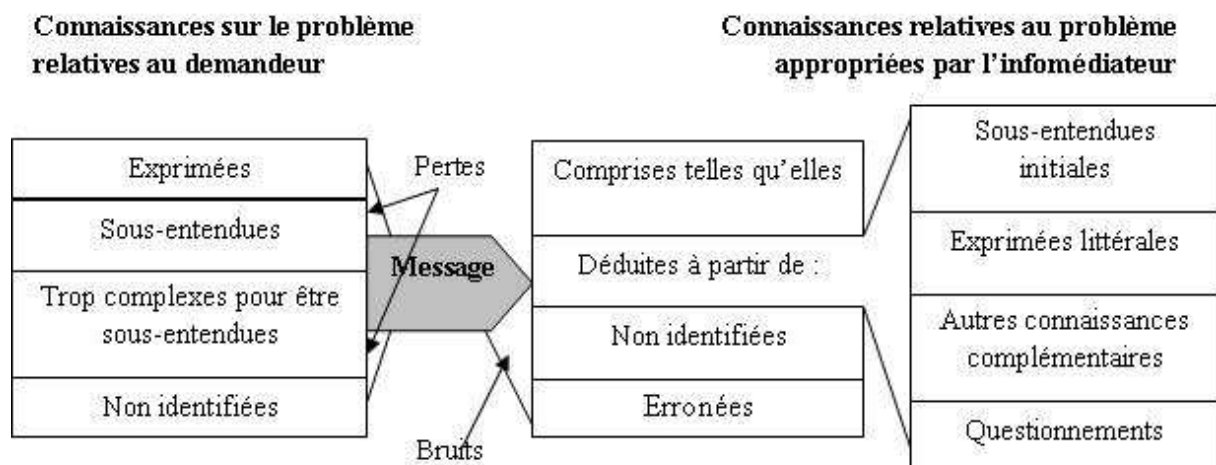 Connaissances sur le problème
relatives au demandeur
Connaissances relatives au problème
appropriées par l'infomédiateur
Exprimées
Sous-entendues
Trop complexes pour être
sous-entendues
Non identifiées
Pertes
Message
Bruits
Comprises telles qu'elles
Déduites à partir de :
Non identifiées
Erronées
Sous-entendues
initiales
Exprimées littérales
Autres connaissances
complémentaires
Questionnements